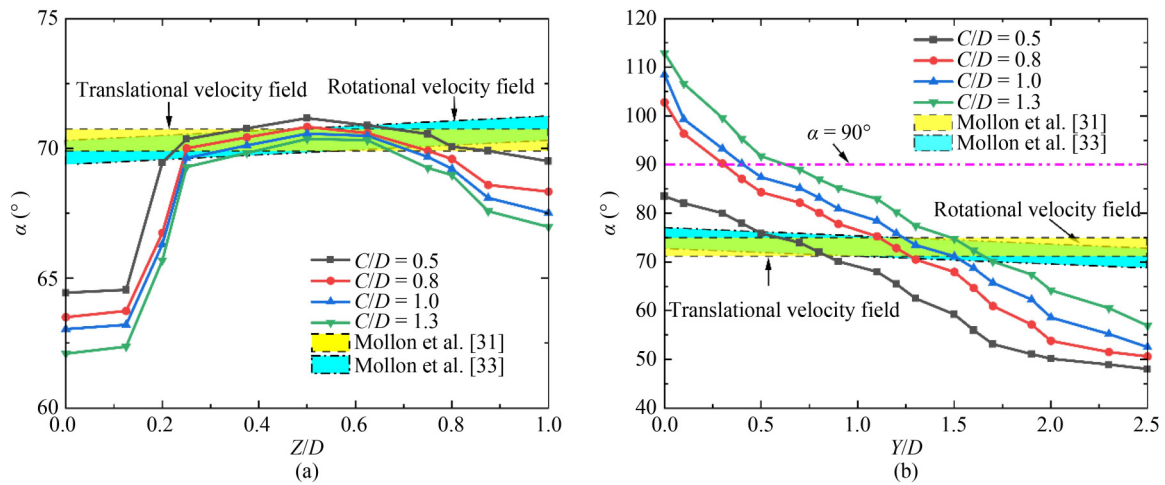 75
70
65
60
α (°)
Translational velocity field
Rotational velocity field
C/D = 0.5
C/D = 0.8
C/D = 1.0
C/D = 1.3
Mollon et al. [31]
Mollon et al. [33]
0.0 0.2 0.4 0.6 0.8 1.0
Z/D
(a)
120
110
100
90
80
70
60
50
40
α (°)
C/D = 0.5
C/D = 0.8
C/D = 1.0
C/D = 1.3
Mollon et al. [31]
Mollon et al. [33]
α = 90°
Rotational velocity field
Translational velocity field
0.0 0.5 1.0 1.5 2.0 2.5
Y/D
(b)